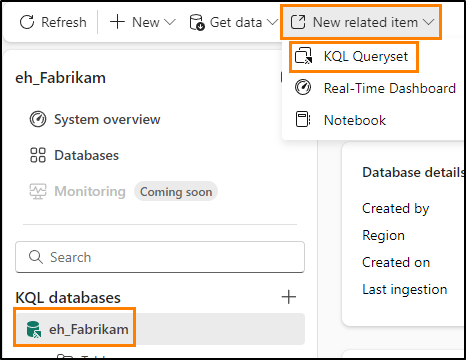 Refresh
New
Get data
New related item
KQL Queryset
Real-Time Dashboard
Notebook
eh_Fabrikam
System overview
Databases
Monitoring Coming soon
Search
KQL databases
eh_Fabrikam
Database details
Created by
Region
Created on
Last ingestion